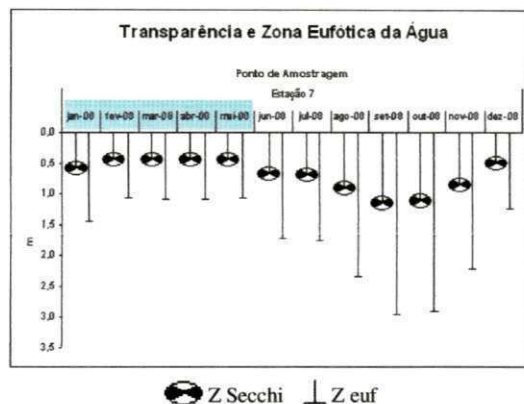 Transparência e Zona Eufótica da Água
Ponto de Amostragem
Estação 7
jan-08 fev-08 mar-08 abr-08 mai-08 jun-08 jul-08 ago-08 set-08 out-08 nov-08 dez-08
0,0
0,5
1,0
1,5
2,0
2,5
3,0
3,5
m
Z Secchi Z euf